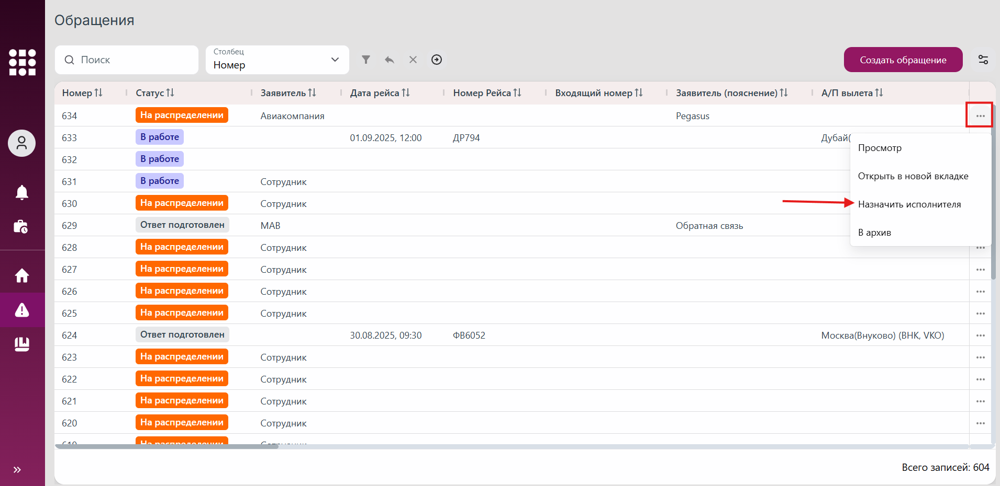 Обращения
Поиск
Столбец
Номер
Создать обращение
Номер Статус Заявитель Дата рейса Номер Рейса Входящий номер Заявитель (пояснение) А/П вылета
634 На распределении Авиакомпания Pegasus
633 В работе 01.09.2025, 12:00 ДР794 Дубай(
Просмотр
632 В работе
Открыть в новой вкладке
631 В работе Сотрудник
630 На распределении Сотрудник
Назначить исполнителя
629 Ответ подготовлен МАВ Обратная связь
В архив
628 На распределении Сотрудник
627 На распределении Сотрудник
626 На распределении Сотрудник
625 На распределении Сотрудник
624 Ответ подготовлен 30.08.2025, 09:30 ФВ6052 Москва(Внуково) (ВНК, VKO)
623 На распределении Сотрудник
622 На распределении Сотрудник
621 На распределении Сотрудник
620 На распределении Сотрудник
619 На распределении Сотрудник
Всего записей: 604